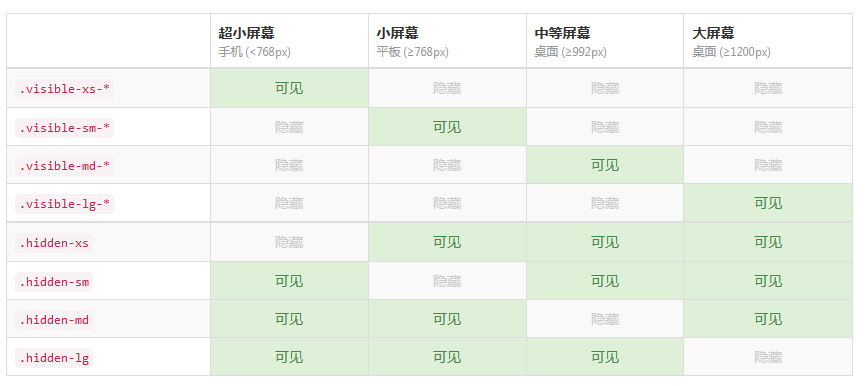 超小屏幕 小屏幕 中等屏幕 大屏幕
手机 (<768px) 平板 (≥768px) 桌面 (≥992px) 桌面 (≥1200px)
.visible-xs-* 可见 隐藏 隐藏 隐藏
.visible-sm-* 隐藏 可见 隐藏 隐藏
.visible-md-* 隐藏 隐藏 可见 隐藏
.visible-lg-* 隐藏 隐藏 隐藏 可见
.hidden-xs 隐藏 可见 可见 可见
.hidden-sm 可见 隐藏 可见 可见
.hidden-md 可见 可见 隐藏 可见
.hidden-lg 可见 可见 可见 隐藏